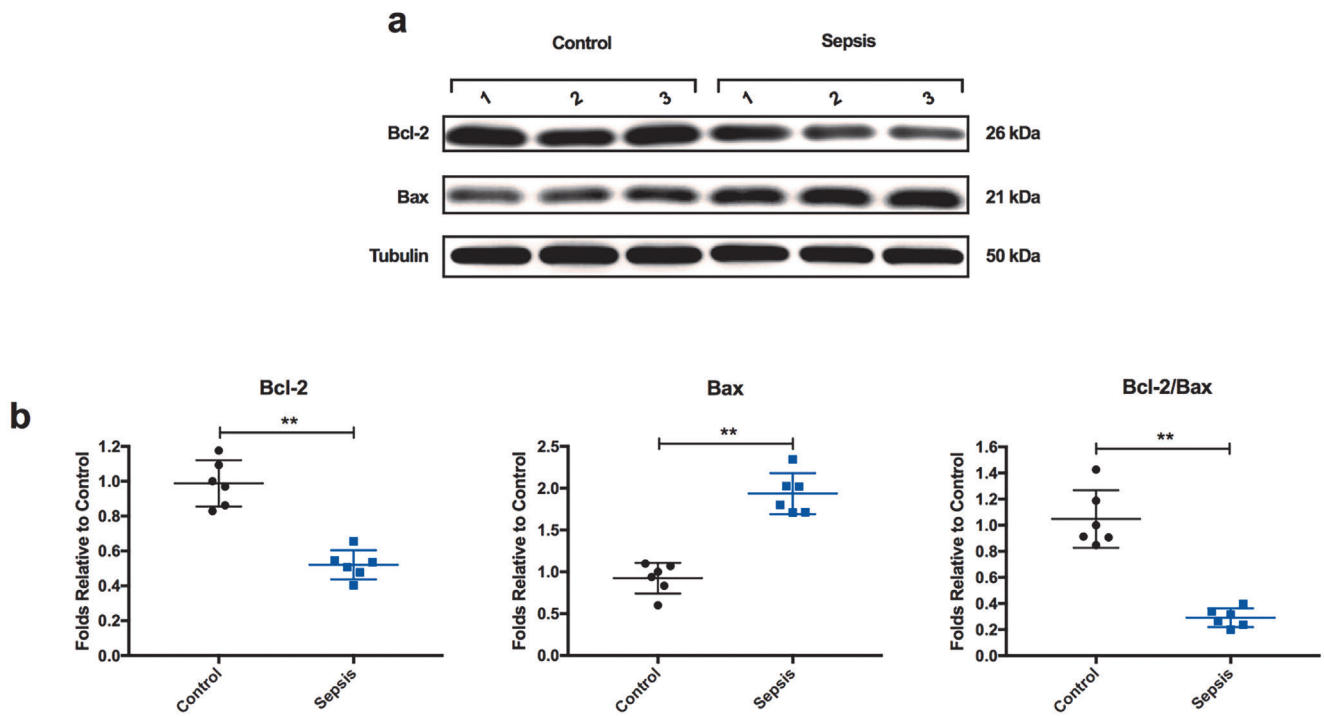 a
Control Sepsis
1 2 3 1 2 3
Bcl-2 26 kDa
Bax 21 kDa
Tubulin 50 kDa
b
Bcl-2
**
Folds Relative to Control
1.2
1.0
0.8
0.6
0.4
0.2
0.0
Control Sepsis
Bax
**
Folds Relative to Control
2.5
2.0
1.5
1.0
0.5
0.0
Control Sepsis
Bcl-2/Bax
**
Folds Relative to Control
1.6
1.4
1.2
1.0
0.8
0.6
0.4
0.2
0.0
Control Sepsis